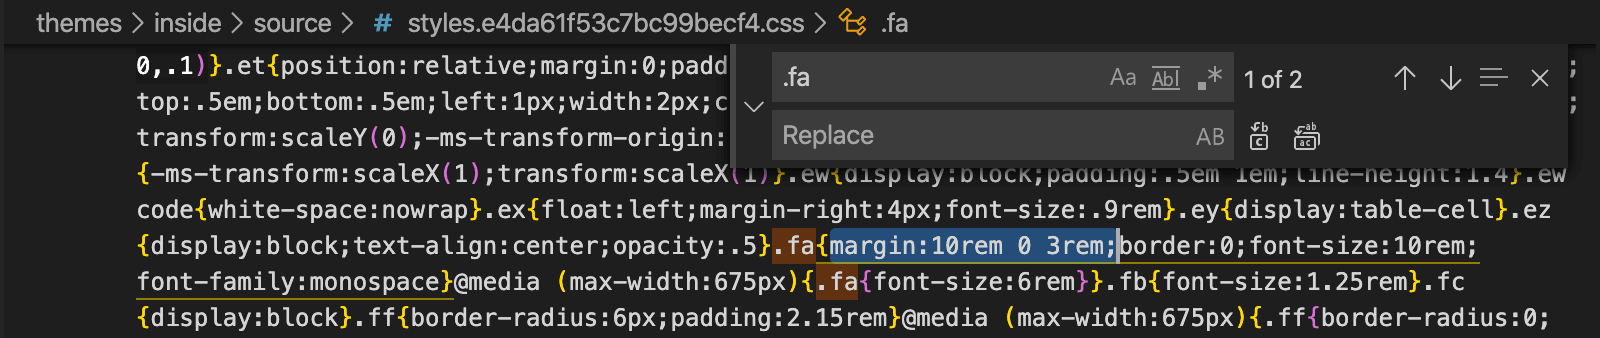 themes > inside > source > # styles.e4da61f53c7bc99becf4.css > .fa
0,.1)}.et{position:relative;margin:0;padd
.fa Aa Abl .* 1 of 2
top:.5em;bottom:.5em;left:1px;width:2px;c
transform:scaleY(0);-ms-transform-origin:
Replace AB
{-ms-transform:scaleX(1);transform:scaleX(1)}.ew{display:block;padding:.5em 1em;line-height:1.4}.ew
code{white-space:nowrap}.ex{float:left;margin-right:4px;font-size:.9rem}.ey{display:table-cell}.ez
{display:block;text-align:center;opacity:.5}.fa{margin:10rem 0 3rem;border:0;font-size:10rem;
font-family:monospace}@media (max-width:675px){.fa{font-size:6rem}}.fb{font-size:1.25rem}.fc
{display:block}.ff{border-radius:6px;padding:2.15rem}@media (max-width:675px){.ff{border-radius:0;